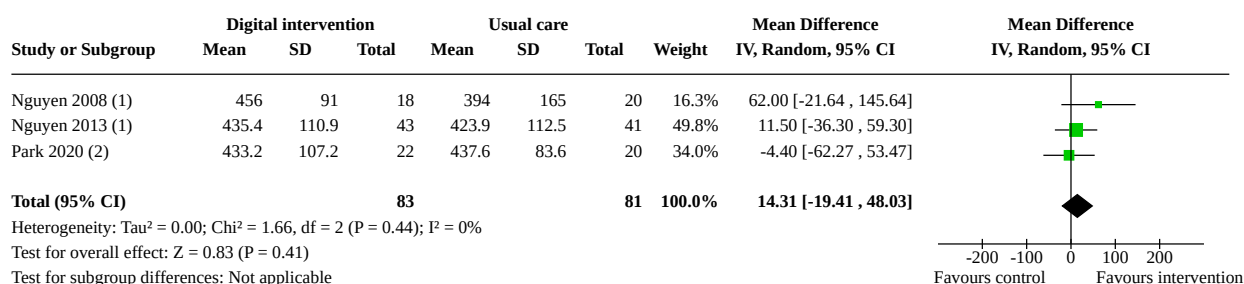 Digital intervention Usual care Mean Difference Mean Difference
Study or Subgroup Mean SD Total Mean SD Total Weight IV, Random, 95% CI IV, Random, 95% CI
Nguyen 2008 (1) 456 91 18 394 165 20 16.3% 62.00 [-21.64 , 145.64]
Nguyen 2013 (1) 435.4 110.9 43 423.9 112.5 41 49.8% 11.50 [-36.30 , 59.30]
Park 2020 (2) 433.2 107.2 22 437.6 83.6 20 34.0% -4.40 [-62.27 , 53.47]
Total (95% CI) 83 81 100.0% 14.31 [-19.41 , 48.03]
Heterogeneity: Tau² = 0.00; Chi² = 1.66, df = 2 (P = 0.44); I² = 0%
Test for overall effect: Z = 0.83 (P = 0.41) -200 -100 0 100 200
Test for subgroup differences: Not applicable Favours control Favours intervention